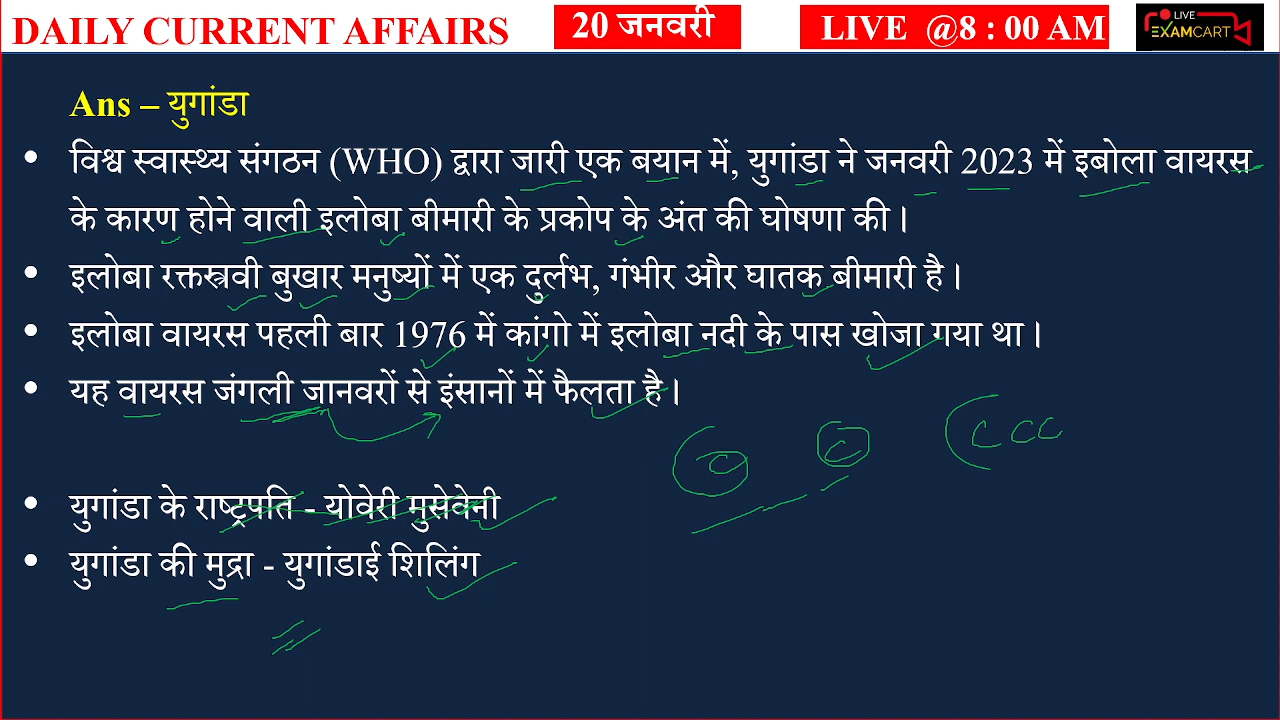 DAILY CURRENT AFFAIRS
20 जनवरी
LIVE @8 : 00 AM
LIVE
EXAMCART
Ans – युगांडा
• विश्व स्वास्थ्य संगठन (WHO) द्वारा जारी एक बयान में, युगांडा ने जनवरी 2023 में इबोला वायरस
के कारण होने वाली इलोबा बीमारी के प्रकोप के अंत की घोषणा की।
• इलोबा रक्तस्त्रवी बुखार मनुष्यों में एक दुर्लभ, गंभीर और घातक बीमारी है।
• इलोबा वायरस पहली बार 1976 में कांगो में इलोबा नदी के पास खोजा गया था।
• यह वायरस जंगली जानवरों से इंसानों में फैलता है।
• युगांडा के राष्ट्रपति - योवेरी मुसेवेनी
• युगांडा की मुद्रा - युगांडाई शिलिंग